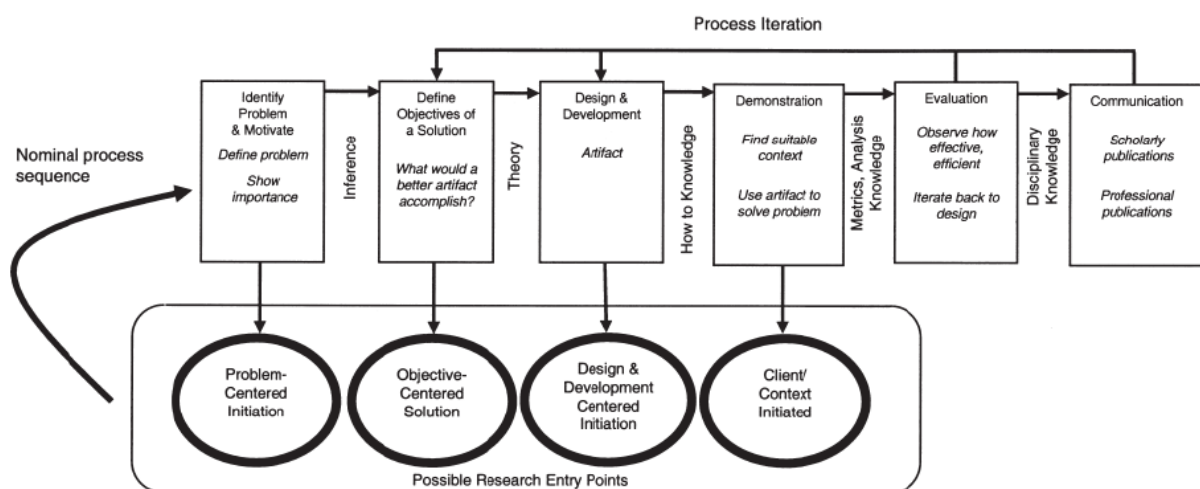 Process Iteration
Nominal process
sequence
Identify
Problem
& Motivate
Define problem
Show
importance
Inference
Define
Objectives of
a Solution
What would a
better artifact
accomplish?
Theory
Design &
Development
Artifact
How to Knowledge
Demonstration
Find suitable
context
Use artifact to
solve problem
Metrics, Analysis
Knowledge
Evaluation
Observe how
effective,
efficient
Iterate back to
design
Disciplinary
Knowledge
Communication
Scholarly
publications
Professional
publications
Problem-
Centered
Initiation
Objective-
Centered
Solution
Design &
Development
Centered
Initiation
Client/
Context
Initiated
Possible Research Entry Points